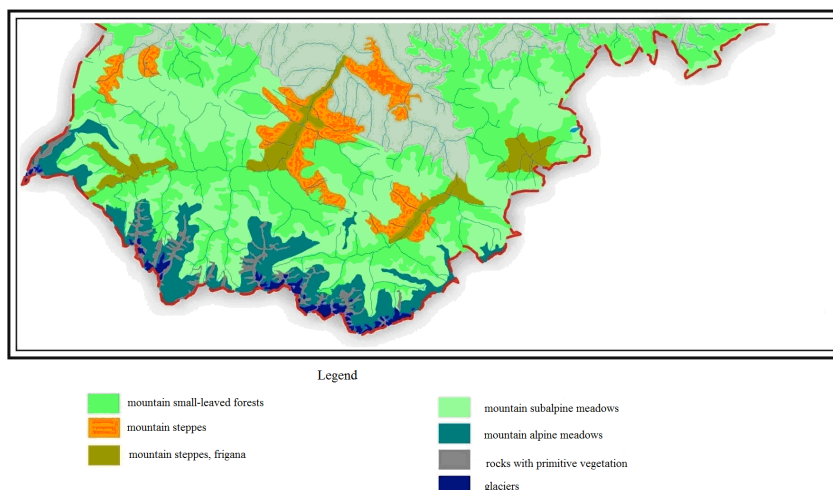 Legend
mountain small-leaved forests
mountain steppes
mountain steppes, frigana
mountain subalpine meadows
mountain alpine meadows
rocks with primitive vegetation
glaciers